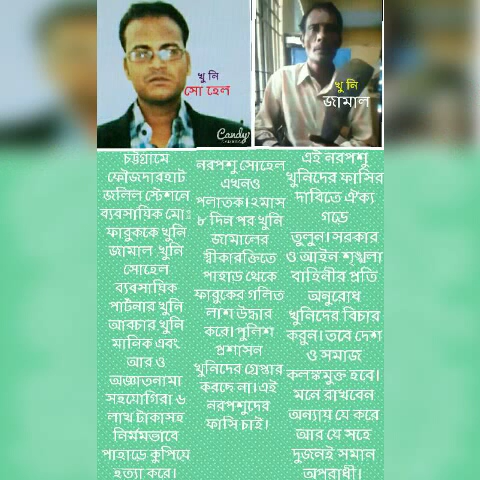 খু নি
সো হেল
Candy
খু নি
জামাল
চট্টগ্রামে
ফৌজদারহাট
জলিল স্টেশনে
ব্যবসায়িক মোঃ
ফারুককে খুনি
জামাল খুনি
সোহেল
ব্যবসায়িক
পার্টনার খুনি
আবচার খুনি
মানিক এবং
আর ও
অজ্ঞাতনামা
সহযোগিরা ৬
লাখ টাকাসহ
নির্মমভাবে
পাহাড়ে কুপিয়ে
হত্যা করে।
নরপশু সোহেল
এখনও
পলাতক।২মাস
৮ দিন পর খুনি
জামালের
স্বীকারক্তিতে
পাহাড থেকে
ফারুকের গলিত
লাশ উদ্ধার
করে।পুলিশ
প্রশাসন
খুনিদের গ্রেপ্তার
করছে না।এই
নরপশুদের
ফাসি চাই।
এই নরপশু
খুনিদের ফাসির
দাবিতে ঐক্য
গড়ে
তুলুন।সরকার
ও আইন শৃঙ্খলা
বাহিনীর প্রতি
অনুরোধ
খুনিদের বিচার
করুন। তবে দেশ
ও সমাজ
কলঙ্কমুক্ত হবে।
মনে রাখবেন
অন্যায় যে করে
আর যে সহে
দুজনই সমান
অপরাধী।